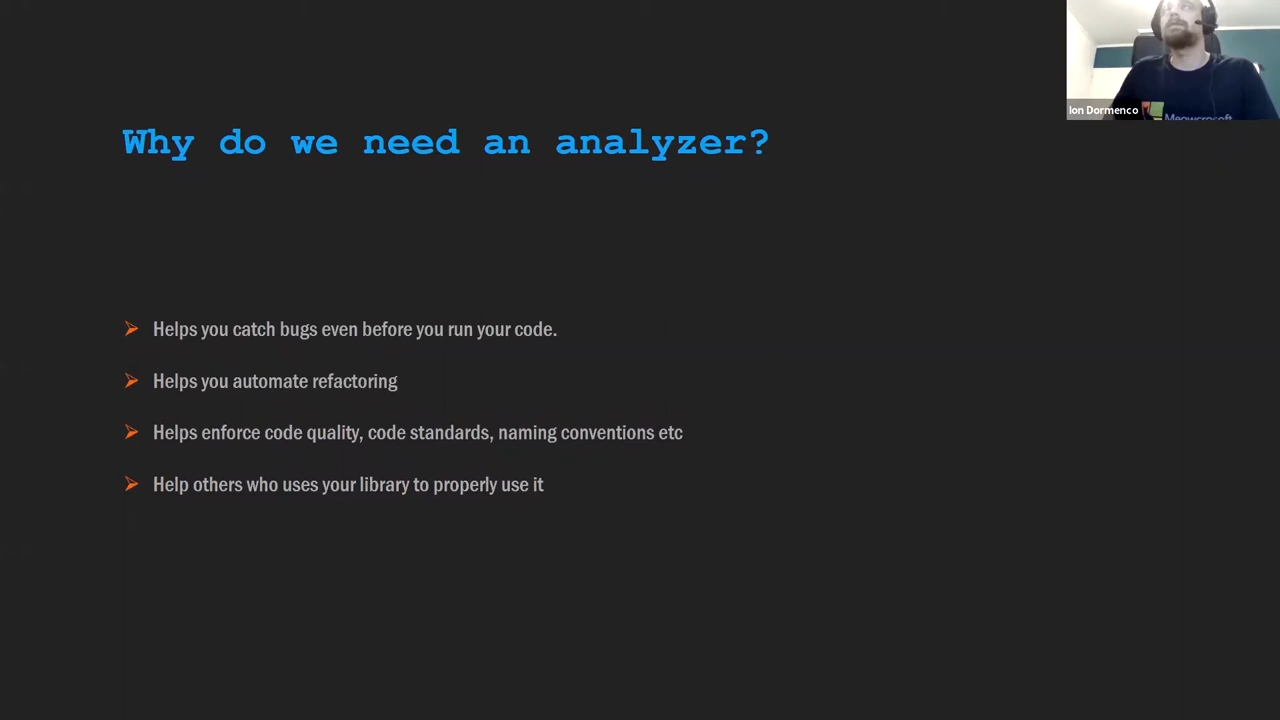 Why do we need an analyzer?
Helps you catch bugs even before you run your code.
Helps you automate refactoring
Helps enforce code quality, code standards, naming conventions etc
Help others who uses your library to properly use it
Ion Dormenco
Meowcrosoft